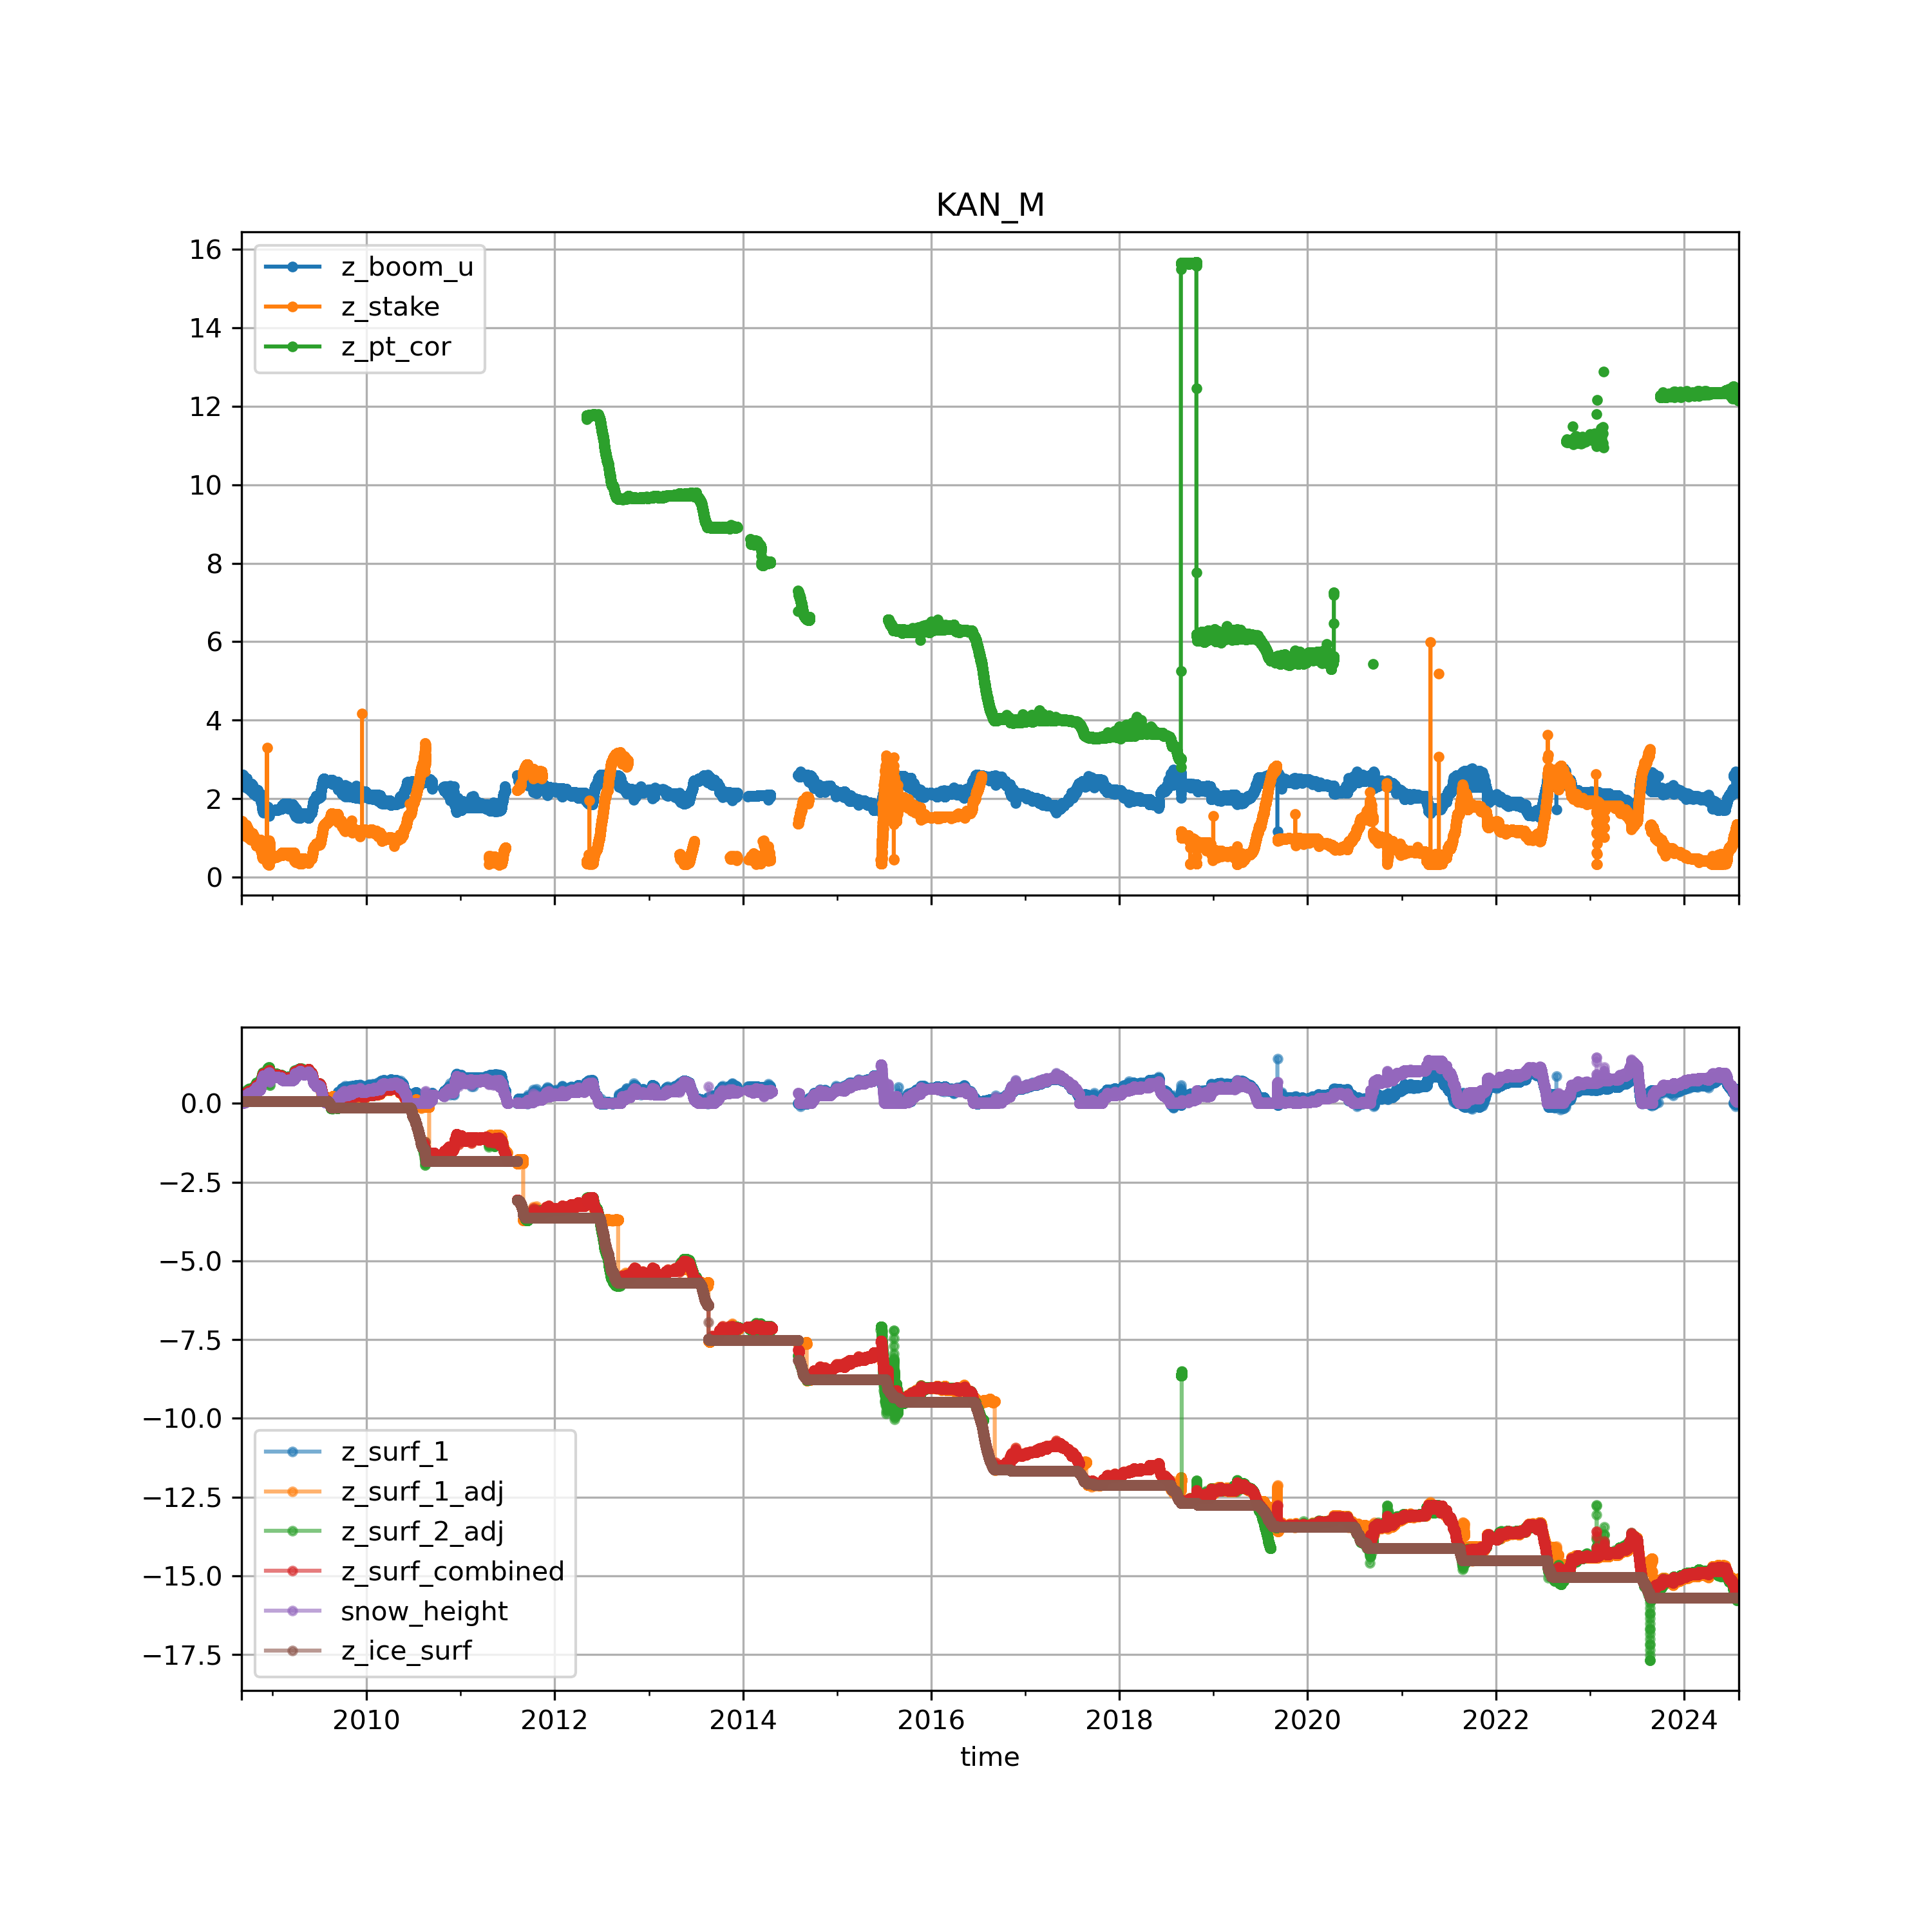 KAN_M
16
14
12
10
8
6
4
2
0
z_boom_u
z_stake
z_pt_cor
0.0
−2.5
−5.0
−7.5
−10.0
−12.5
−15.0
−17.5
z_surf_1
z_surf_1_adj
z_surf_2_adj
z_surf_combined
snow_height
z_ice_surf
2010 2012 2014 2016 2018 2020 2022 2024
time